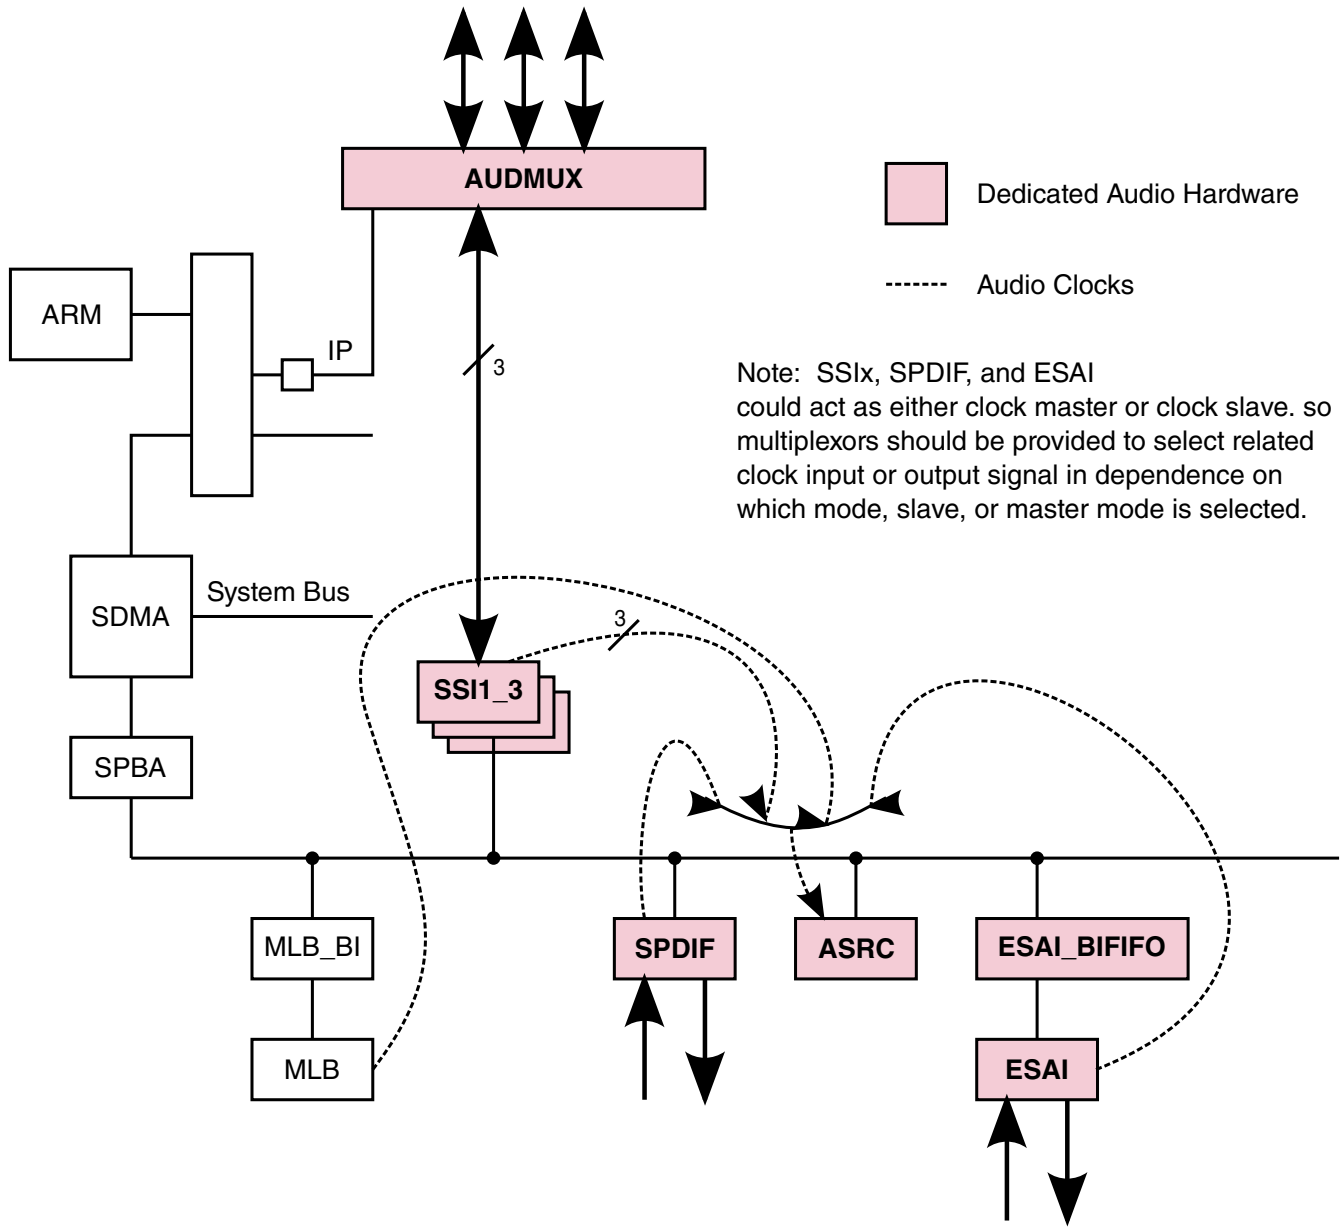 AUDMUX
Dedicated Audio Hardware
Audio Clocks
ARM
IP
3
Note: SSIx, SPDIF, and ESAI
could act as either clock master or clock slave. so
multiplexors should be provided to select related
clock input or output signal in dependence on
which mode, slave, or master mode is selected.
SDMA
System Bus
3
SSI1_3
SPBA
MLB_BI
SPDIF
ASRC
ESAI_BIFIFO
MLB
ESAI